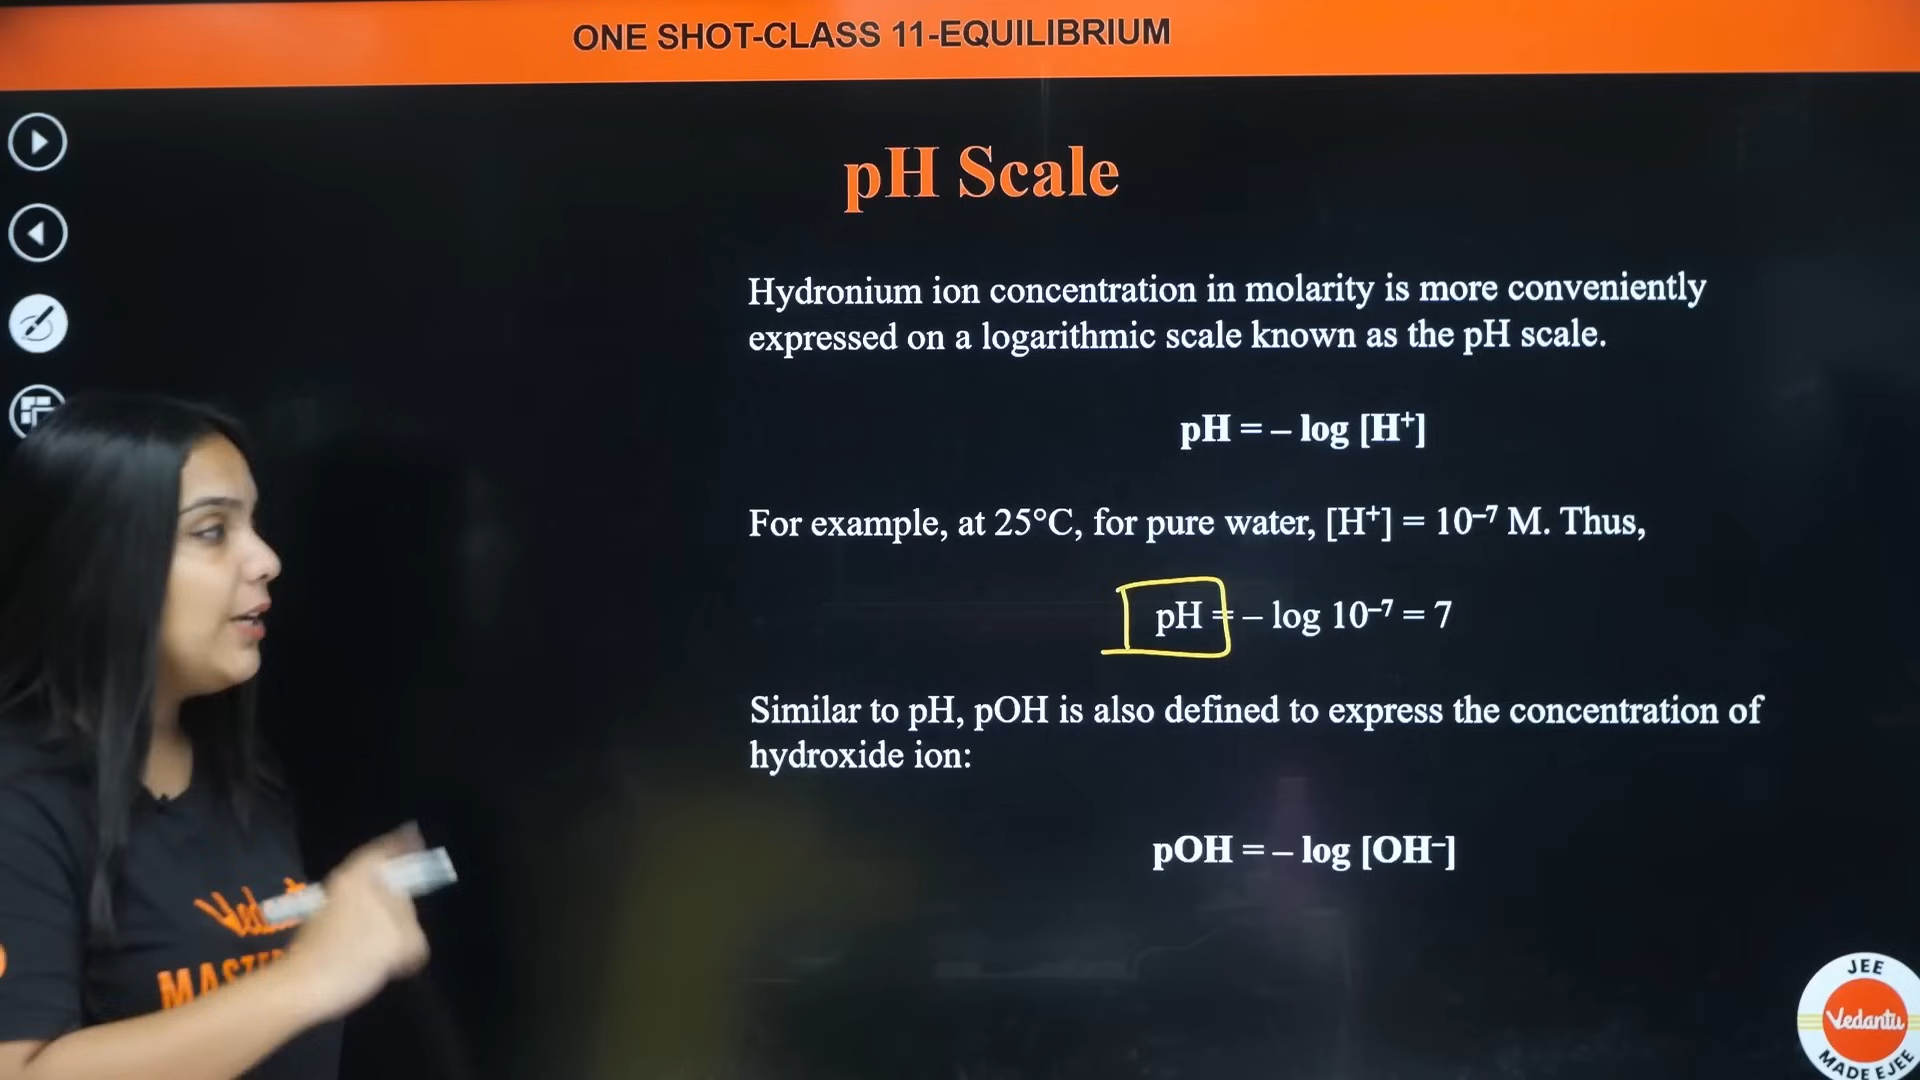 ONE SHOT-CLASS 11-EQUILIBRIUM
pH Scale
Hydronium ion concentration in molarity is more conveniently
expressed on a logarithmic scale known as the pH scale.
pH = – log [H⁺]
For example, at 25°C, for pure water, [H⁺] = 10⁻⁷ M. Thus,
pH = – log 10⁻⁷ = 7
Similar to pH, pOH is also defined to express the concentration of
hydroxide ion:
pOH = – log [OH⁻]
JEE
Vedantu
MADE EJEE